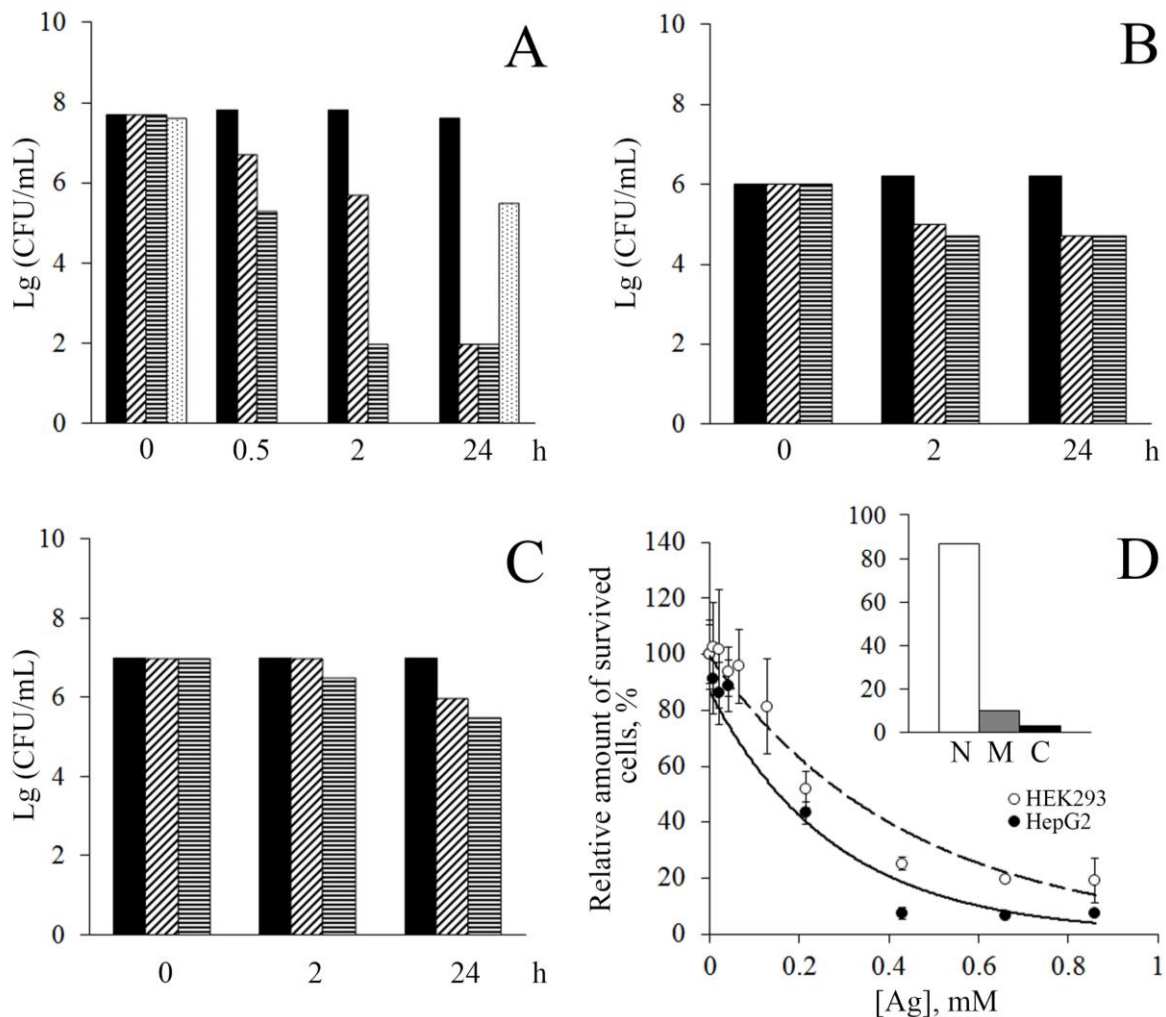 A
10
8
6
4
2
0
Lg (CFU/mL)
0 0.5 2 24 h
B
10
8
6
4
2
0
Lg (CFU/mL)
0 2 24 h
C
10
8
6
4
2
0
Lg (CFU/mL)
0 2 24 h
D
140
120
100
80
60
40
20
0
Relative amount of survived
cells, %
0 0.2 0.4 0.6 0.8 1
[Ag], mM
100
80
60
40
20
0
N M C
HEK293
HepG2